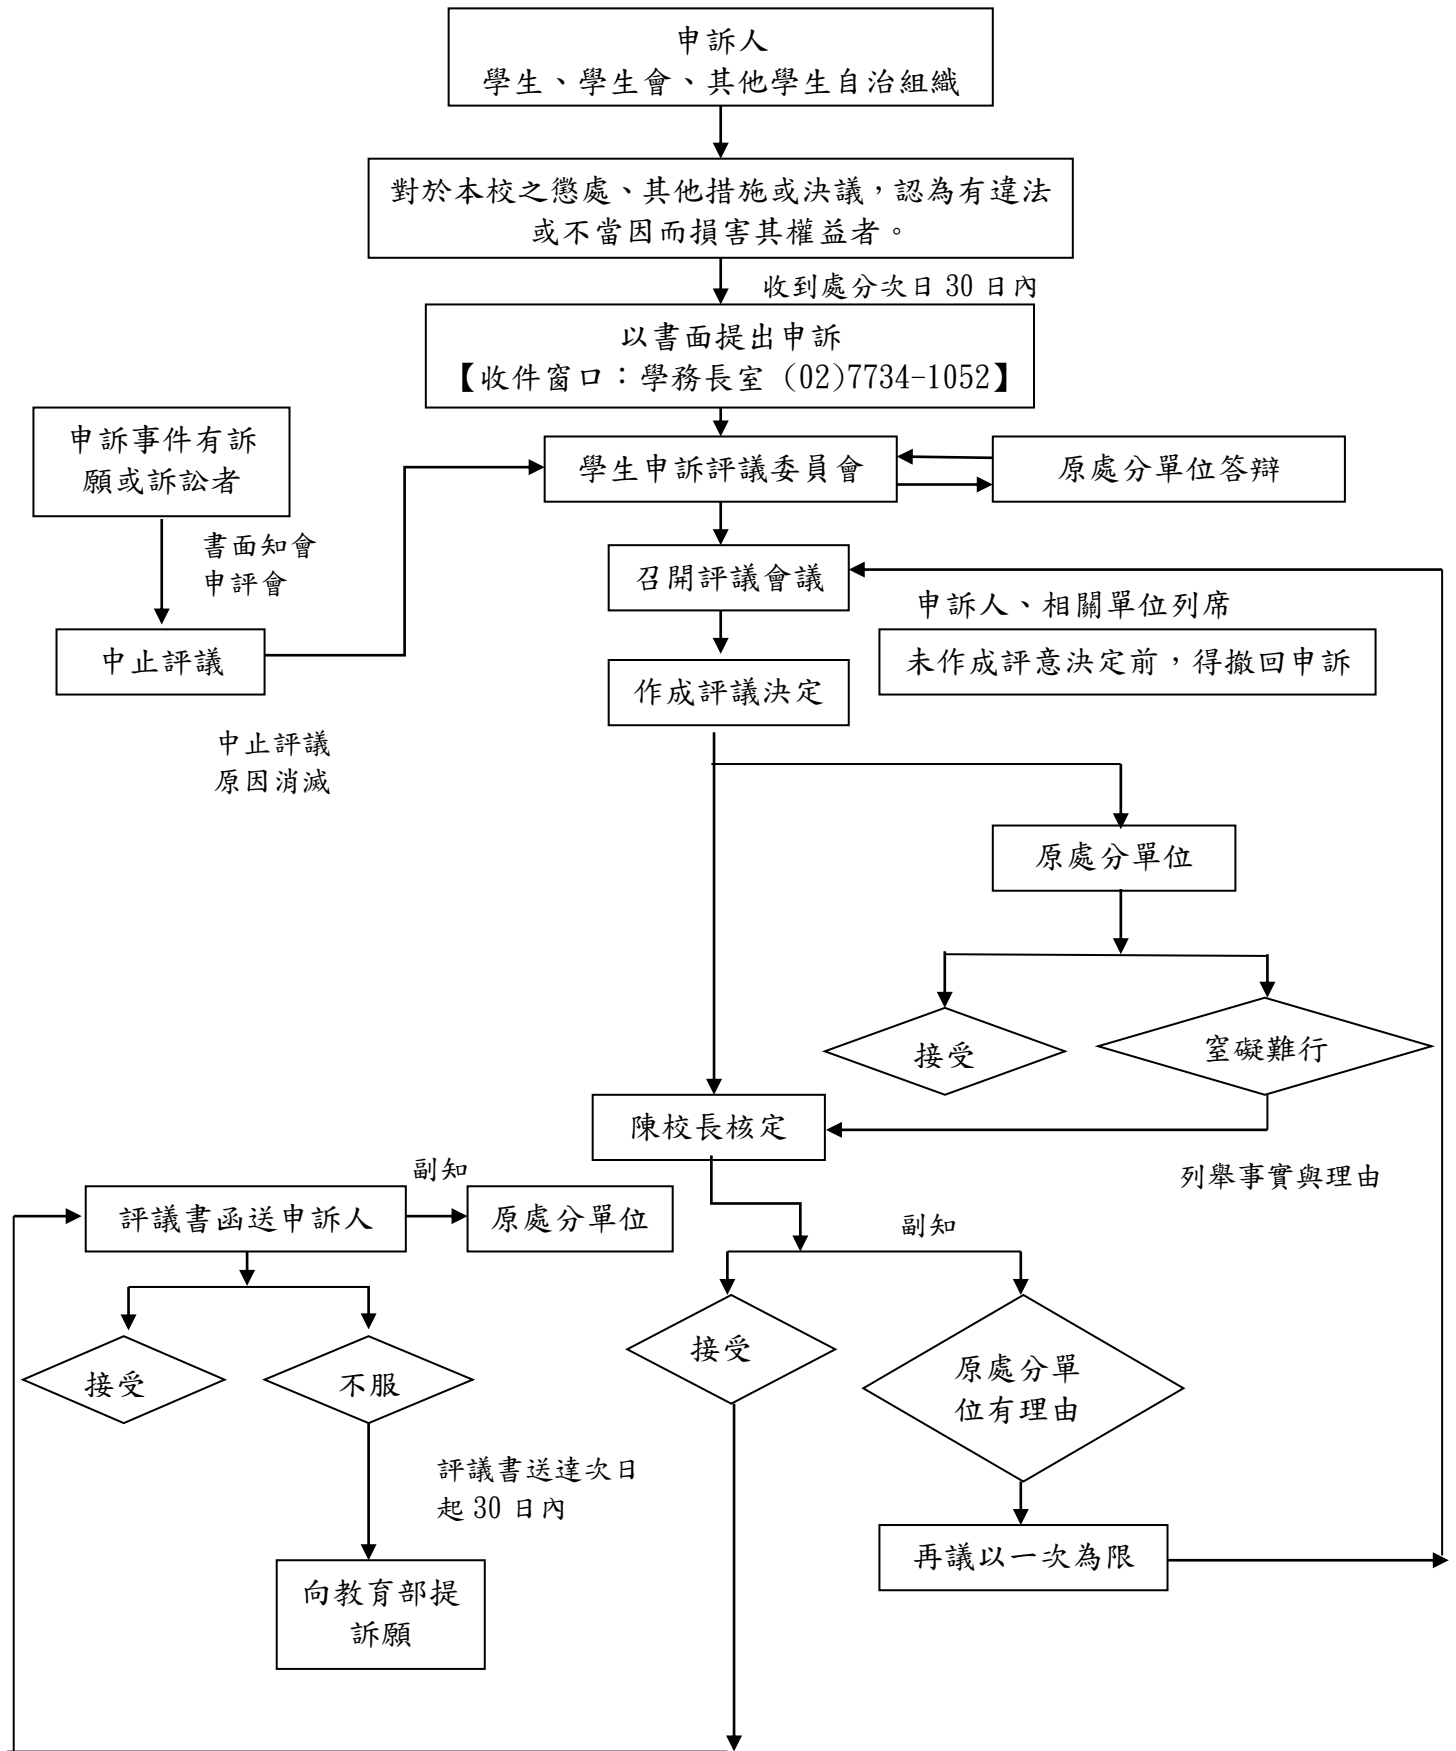 申訴人
學生、學生會、其他學生自治組織
對於本校之懲處、其他措施或決議，認為有違法
或不當因而損害其權益者。
收到處分次日 30 日內
以書面提出申訴
【收件窗口：學務長室 (02)7734-1052】
申訴事件有訴
願或訴訟者
學生申訴評議委員會
原處分單位答辯
書面知會
申評會
召開評議會議
申訴人、相關單位列席
中止評議
未作成評意決定前，得撤回申訴
作成評議決定
中止評議
原因消滅
原處分單位
接受
窒礙難行
陳校長核定
列舉事實與理由
副知
評議書函送申訴人
原處分單位
副知
接受
不服
接受
原處分單
位有理由
評議書送達次日
起 30 日內
再議以一次為限
向教育部提
訴願